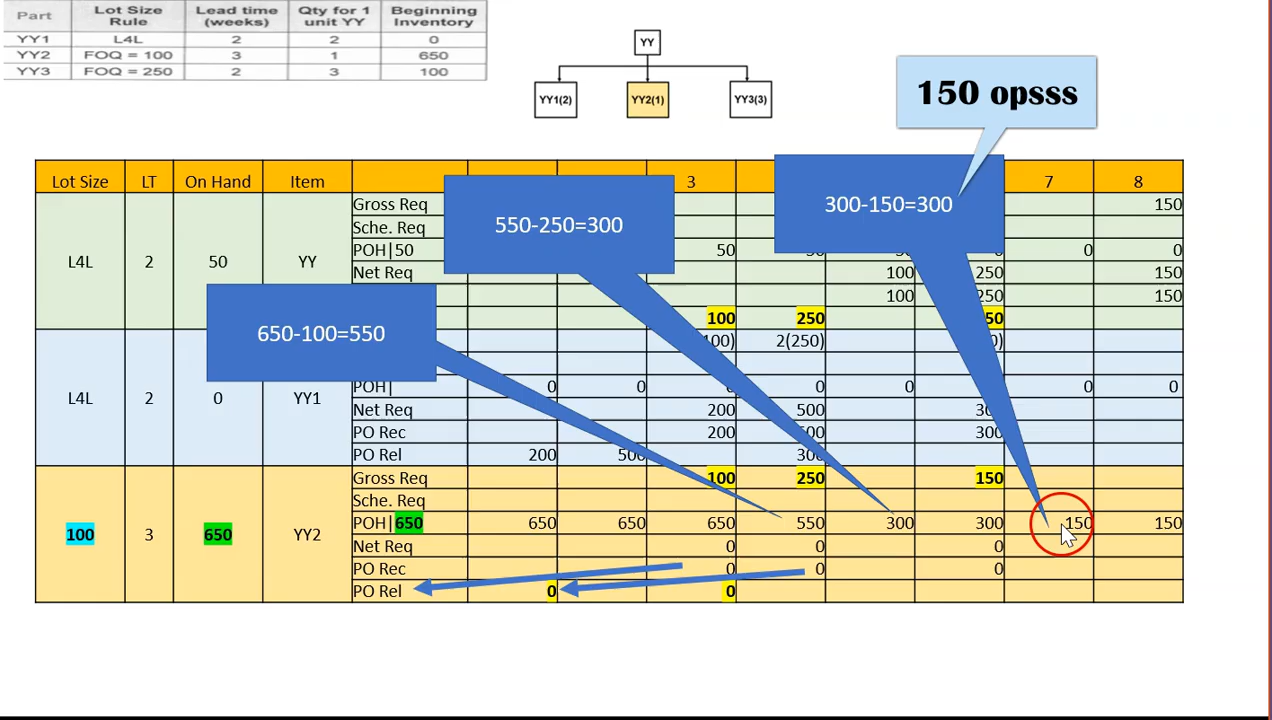 Part Lot Size Rule Lead time (weeks) Qty for 1 unit YY Beginning Inventory
YY1 L4L 2 2 0
YY2 FOQ = 100 3 1 650
YY3 FOQ = 250 2 3 100
YY
YY1(2) YY2(1) YY3(3)
150 opsss
300-150=300
550-250=300
650-100=550
Lot Size LT On Hand Item 3 7 8
L4L 2 50 YY
Gross Req 150
Sche. Req
POH|50 50 0 0
Net Req 100 250 150
100 250 150
100 250
L4L 2 0 YY1
2(250)
POH| 0 0 0 0 0 0
Net Req 200 500
PO Rec 200 300
PO Rel 200 500
100 3 650 YY2
Gross Req 100 250 150
Sche. Req
POH|650 650 650 650 550 300 300 150 150
Net Req 0 0 0
PO Rec 0 0 0
PO Rel 0 0